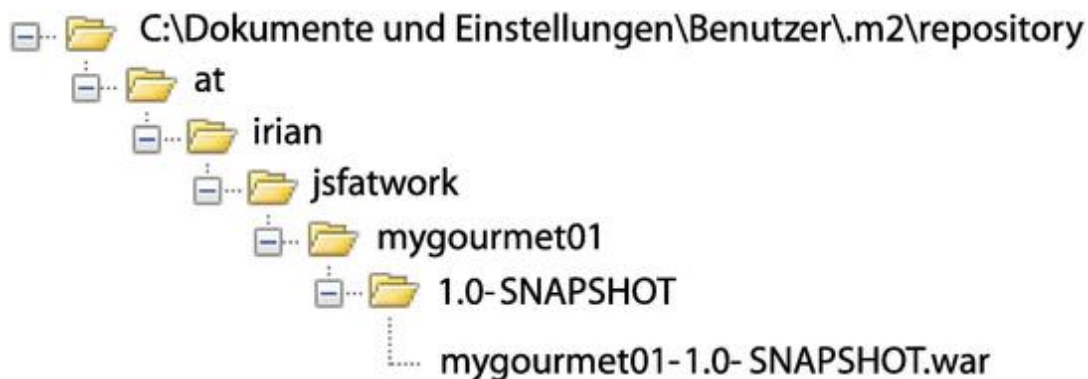 C:\Dokumente und Einstellungen\Benutzer\.m2\repository
at
irian
jsfatwork
mygourmet01
1.0-SNAPSHOT
mygourmet01-1.0-SNAPSHOT.war